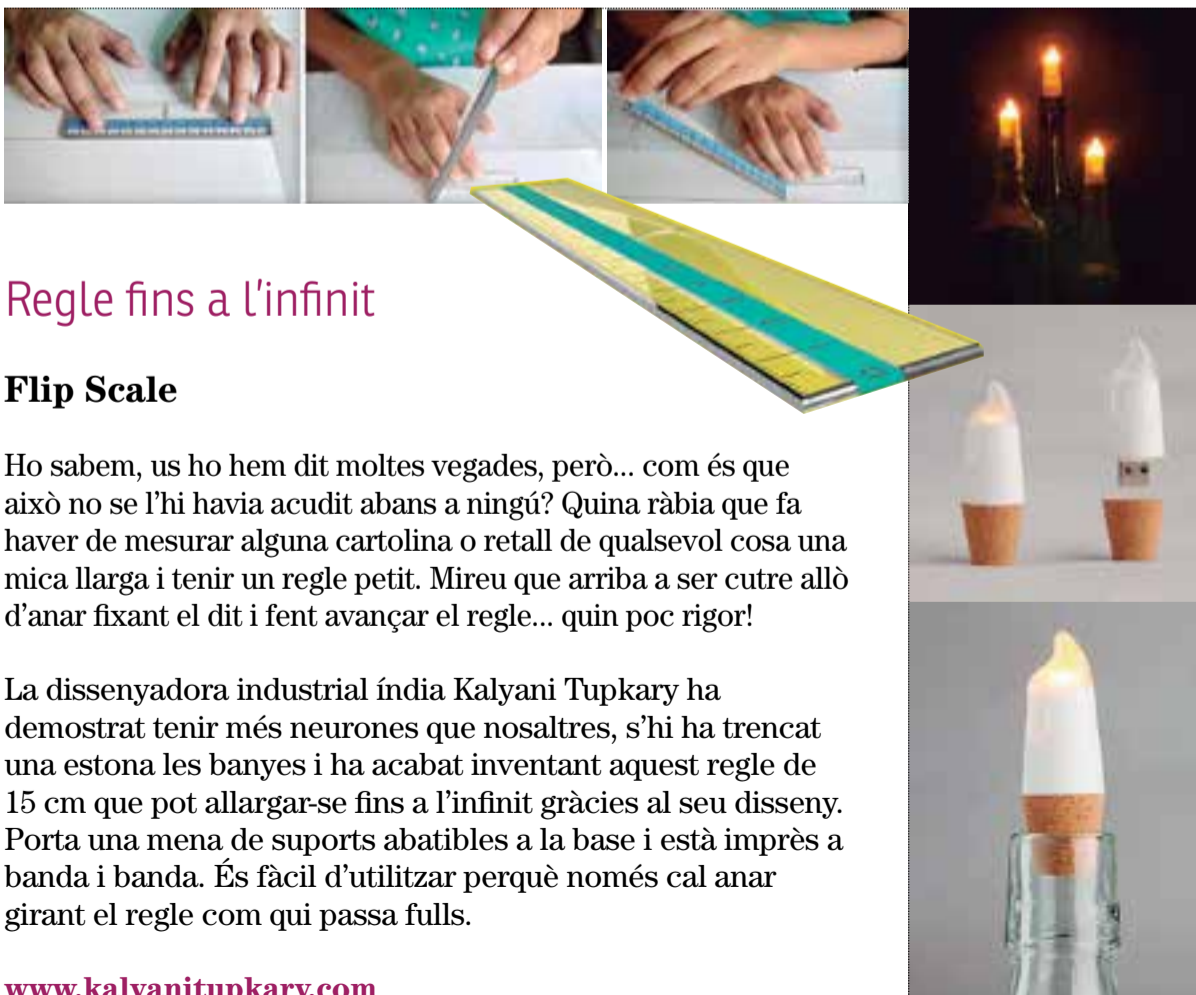 Regle fins a l'infinit
Flip Scale
Ho sabem, us ho hem dit moltes vegades, però... com és que
això no se l'hi havia acudit abans a ningú? Quina ràbia que fa
haver de mesurar alguna cartolina o retall de qualsevol cosa una
mica llarga i tenir un regle petit. Mireu que arriba a ser cutre allò
d'anar fixant el dit i fent avançar el regle... quin poc rigor!
La dissenyadora industrial índia Kalyani Tupkary ha
demostrat tenir més neurones que nosaltres, s'hi ha trencat
una estona les banyes i ha acabat inventant aquest regle de
15 cm que pot allargar-se fins a l'infinit gràcies al seu disseny.
Porta una mena de suports abatibles a la base i està imprès a
banda i banda. És fàcil d'utilitzar perquè només cal anar
girant el regle com qui passa fulls.
www.kalyanitupkary.com